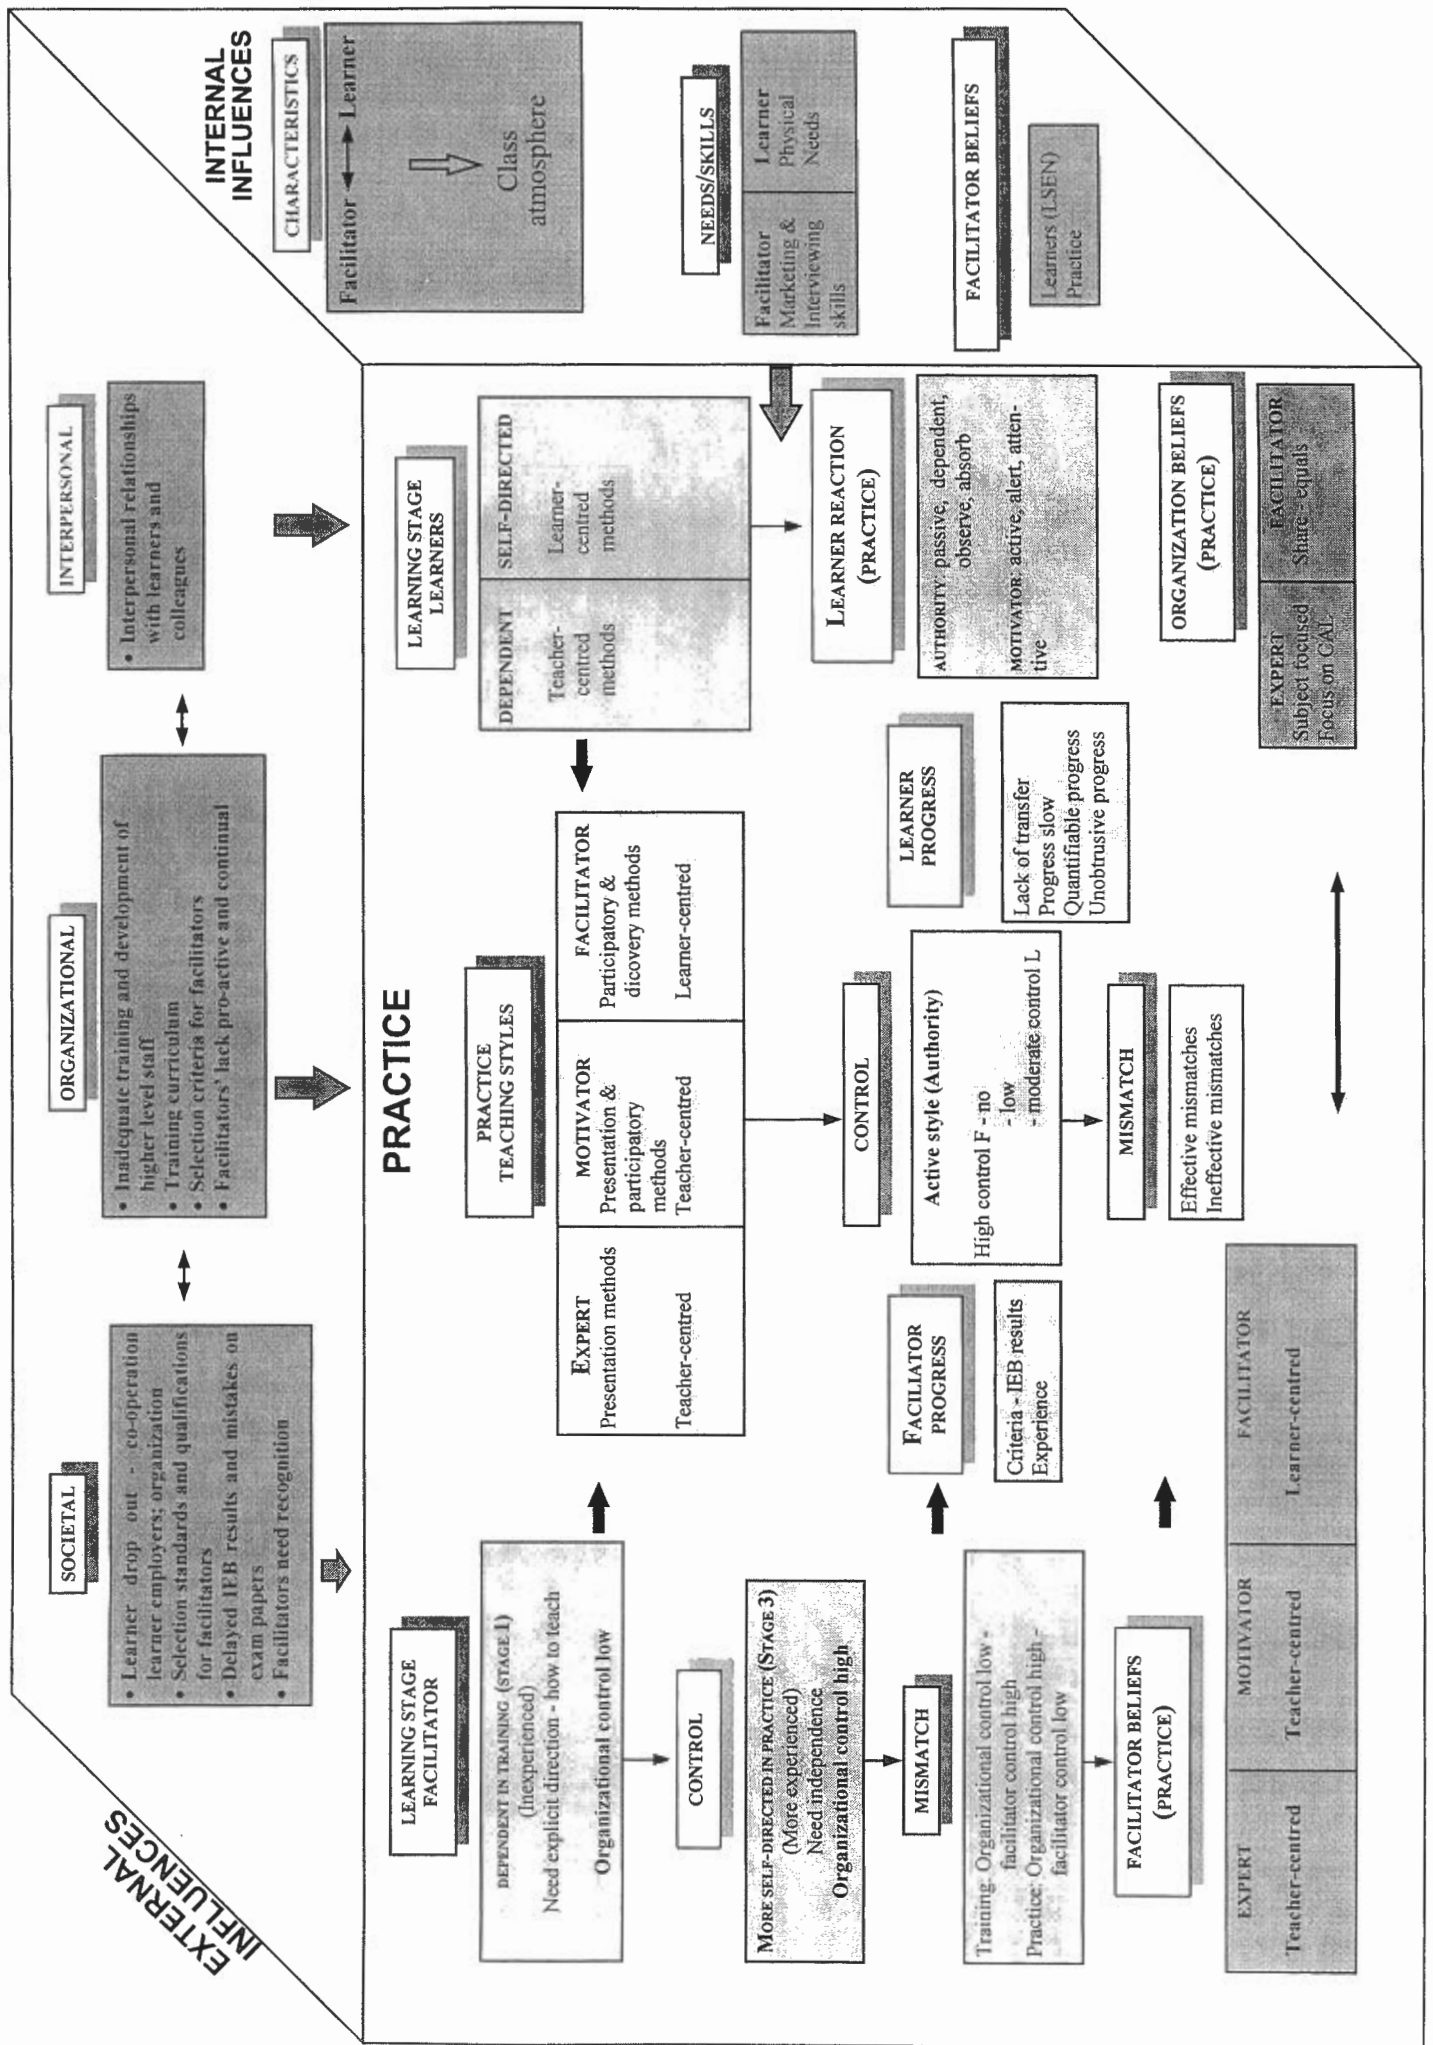 EXTERNAL
INFLUENCES
SOCIETAL
• Learner drop out - co-operation
learner employers; organization
• Selection standards and qualifications
for facilitators
• Delayed IEB results and mistakes on
exam papers
• Facilitators need recognition
ORGANIZATIONAL
• Inadequate training and development of
higher level staff
• Training curriculum
• Selection criteria for facilitators
• Facilitators' lack pro-active and continual
INTERPERSONAL
• Interpersonal relationships
with learners and
colleagues
INTERNAL
INFLUENCES
CHARACTERISTICS
Facilitator Learner
Class
atmosphere
NEEDS/SKILLS
Facilitator
Marketing &
Interviewing
skills
Learner
Physical
Needs
FACILITATOR BELIEFS
Learners (LSEN)
Practice
PRACTICE
LEARNING STAGE
FACILITATOR
DEPENDENT IN TRAINING (STAGE 1)
(Inexperienced)
Need explicit direction - how to teach
Organizational control low
CONTROL
MORE SELF-DIRECTED IN PRACTICE (STAGE 3)
(More experienced)
Need independence
Organizational control high
MISMATCH
Training: Organizational control low -
facilitator control high
Practice: Organizational control high -
facilitator control low
FACILITATOR BELIEFS
(PRACTICE)
EXPERT
Teacher-centred
MOTIVATOR
Teacher-centred
FACILITATOR
Learner-centred
PRACTICE
TEACHING STYLES
EXPERT
Presentation methods
Teacher-centred
MOTIVATOR
Presentation &
participatory
methods
Teacher-centred
FACILITATOR
Participatory &
dicovery methods
Learner-centred
FACILIATOR
PROGRESS
Criteria - IEB results
Experience
CONTROL
Active style (Authority)
High control F - no
- low
- moderate control L
MISMATCH
Effective mismatches
Ineffective mismatches
LEARNER
PROGRESS
Lack of transfer
Progress slow
Quantifiable progress
Unobtrusive progress
LEARNING STAGE
LEARNERS
DEPENDENT
Teacher-
centred
methods
SELF-DIRECTED
Learner-
centred
methods
LEARNER REACTION
(PRACTICE)
AUTHORITY: passive, dependent,
observe, absorb
MOTIVATOR: active, alert, atten-
tive
ORGANIZATION BELIEFS
(PRACTICE)
EXPERT
Subject focused
Focus on CAL
FACILITATOR
Share - equals